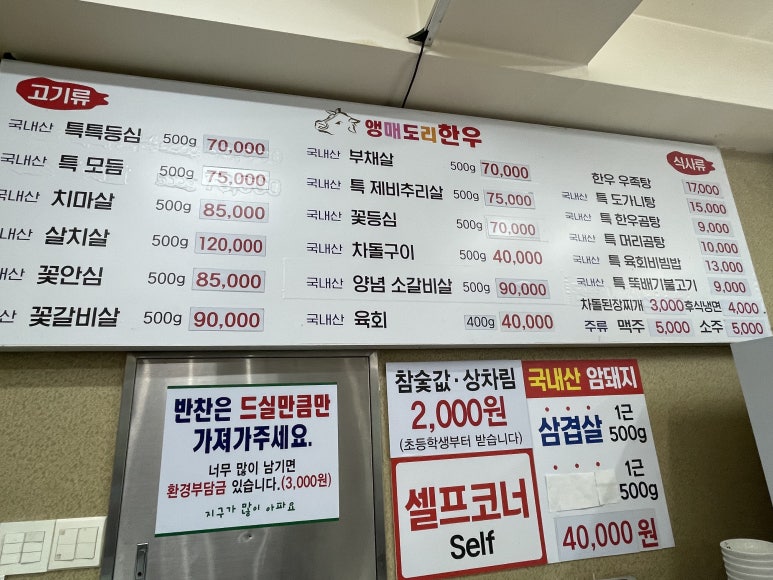 고기류
국내산 특특등심 500g 70,000
국내산 특 모듬 500g 75,000
국내산 치마살 500g 85,000
내산 살치살 500g 120,000
내산 꽃안심 500g 85,000
산 꽃갈비살 500g 90,000
앵매도리한우
국내산 부채살 500g 70,000
국내산 특 제비추리살 500g 75,000
국내산 꽃등심 500g 70,000
국내산 차돌구이 500g 40,000
국내산 양념 소갈비살 500g 90,000
국내산 육회 400g 40,000
식사류
한우 우족탕 17,000
국내산 특 도가니탕 15,000
국내산 특 한우곰탕 9,000
국내산 특 머리곰탕 10,000
국내산 특 육회비빔밥 13,000
국내산 특 뚝배기불고기 9,000
차돌된장찌개 3,000 후식냉면 4,000
주류 맥주 5,000 소주 5,000
반찬은 드실만큼만
가져가주세요.
너무 많이 남기면
환경부담금 있습니다.(3,000원)
지구가 많이 아파요
참숯값·상차림
2,000원
(초등학생부터 받습니다)
셀프코너
Self
국내산 암돼지
삼겹살 1근 500g
1근 500g
40,000 원